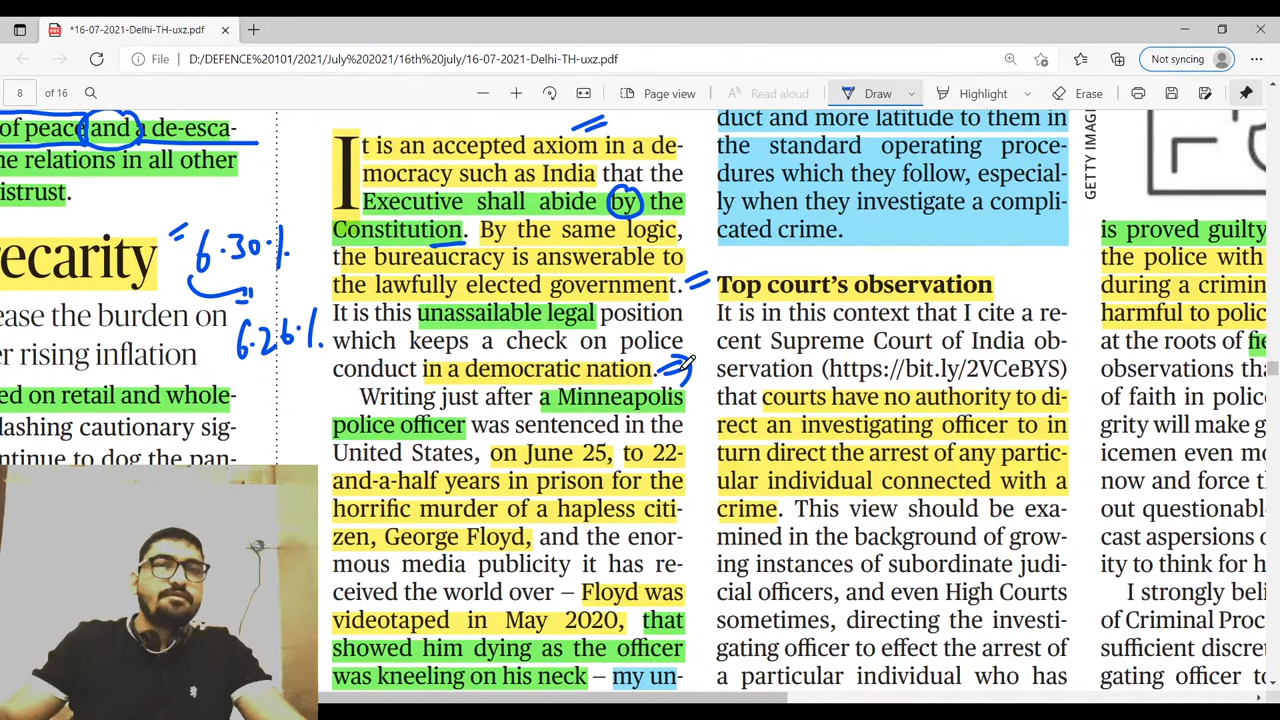 *16-07-2021-Delhi-TH-uxz.pdf
File
D:/DEFENCE%20101/2021/July%202021/16th%20july/16-07-2021-Delhi-TH-uxz.pdf
Not syncing
8 of 16
Page view
Read aloud
Draw
Highlight
Erase
of peace and a de-esca-
ne relations in all other
istrust.
ecarity
6.30%
6.26%
ease the burden on
er rising inflation
ed on retail and whole-
lashing cautionary sig-
ntinue to dog the pan-
It is an accepted axiom in a de-
mocracy such as India that the
Executive shall abide by the
Constitution. By the same logic,
the bureaucracy is answerable to
the lawfully elected government.
It is this unassailable legal position
which keeps a check on police
conduct in a democratic nation.
Writing just after a Minneapolis
police officer was sentenced in the
United States, on June 25, to 22-
and-a-half years in prison for the
horrific murder of a hapless citi-
zen, George Floyd, and the enor-
mous media publicity it has re-
ceived the world over – Floyd was
videotaped in May 2020, that
showed him dying as the officer
was kneeling on his neck – my un-
duct and more latitude to them in
the standard operating proce-
dures which they follow, especial-
ly when they investigate a compli-
cated crime.
Top court's observation
It is in this context that I cite a re-
cent Supreme Court of India ob-
servation (https://bit.ly/2VCeBYS)
that courts have no authority to di-
rect an investigating officer to in
turn direct the arrest of any partic-
ular individual connected with a
crime. This view should be exa-
mined in the background of grow-
ing instances of subordinate judi-
cial officers, and even High Courts
sometimes, directing the investi-
gating officer to effect the arrest of
a particular individual who has
GETTY IMAG
is proved guilty
the police with
during a crimin
harmful to polic
at the roots of fie
observations tha
of faith in police
grity will make g
icemen even mo
now and force th
out questionable
cast aspersions o
ity to think for h
I strongly beli
of Criminal Proc
sufficient discret
gating officer to